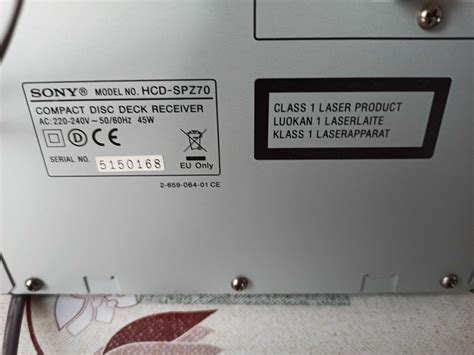 SONY® MODEL NO. HCD-SPZ70
COMPACT DISC DECK RECEIVER
AC: 220-240V ~ 50/60Hz 45W
CE
SERIAL NO. 5150168
EU Only
2-659-064-01 CE
CLASS 1 LASER PRODUCT
LUOKAN 1 LASERLAITE
KLASS 1 LASERAPPARAT